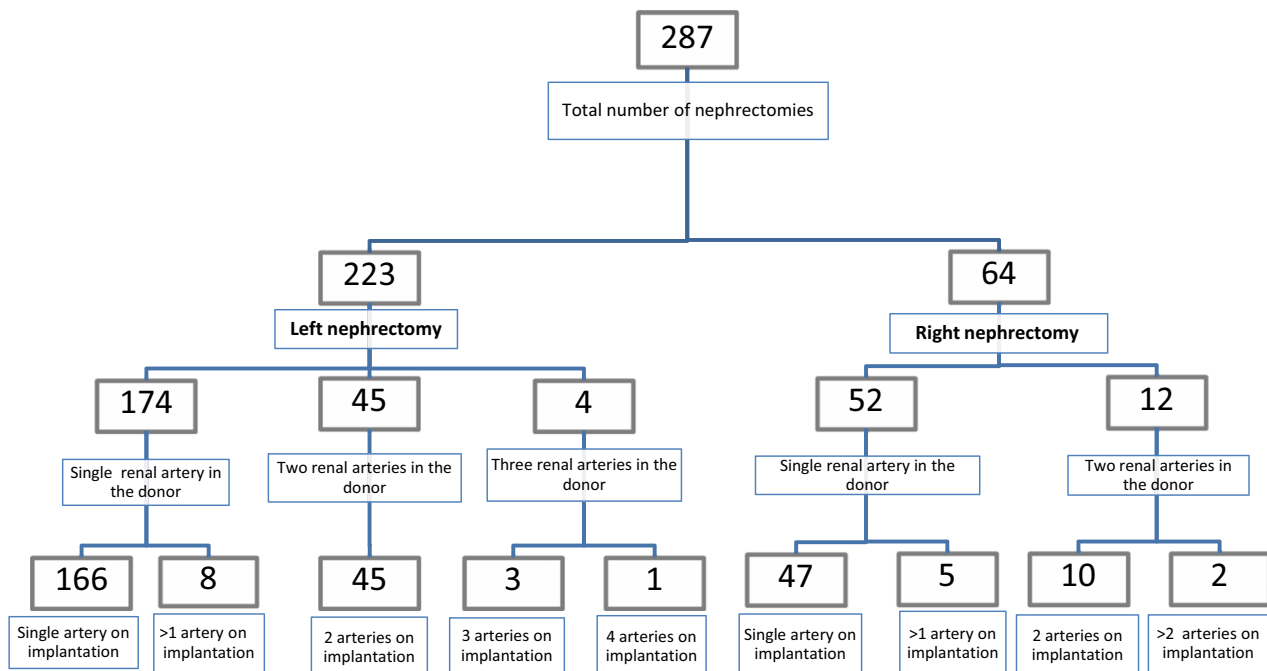 287
Total number of nephrectomies
223
64
Left nephrectomy
Right nephrectomy
174
45
4
52
12
Single renal artery in
the donor
Two renal arteries in the
donor
Three renal arteries in the
donor
Single renal artery in the
donor
Two renal arteries in
the donor
166
8
45
3
1
47
5
10
2
Single artery on
implantation
>1 artery on
implantation
2 arteries on
implantation
3 arteries on
implantation
4 arteries on
implantation
Single artery on
implantation
>1 artery on
implantation
2 arteries on
implantation
>2 arteries on
implantation